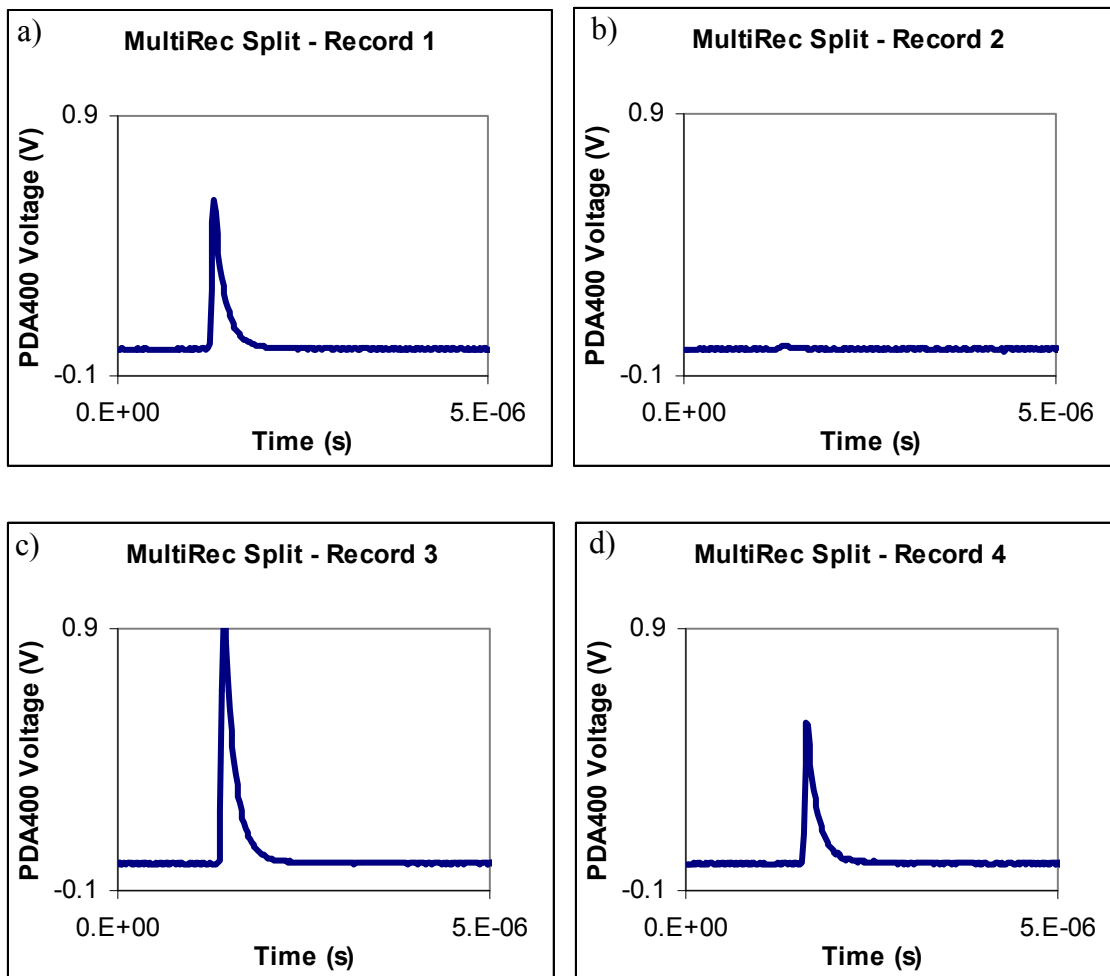 a)
MultiRec Split - Record 1
PDA400 Voltage (V)
0.9
-0.1
0.E+00
5.E-06
Time (s)
b)
MultiRec Split - Record 2
PDA400 Voltage (V)
0.9
-0.1
0.E+00
5.E-06
Time (s)
c)
MultiRec Split - Record 3
PDA400 Voltage (V)
0.9
-0.1
0.E+00
5.E-06
Time (s)
d)
MultiRec Split - Record 4
PDA400 Voltage (V)
0.9
-0.1
0.E+00
5.E-06
Time (s)